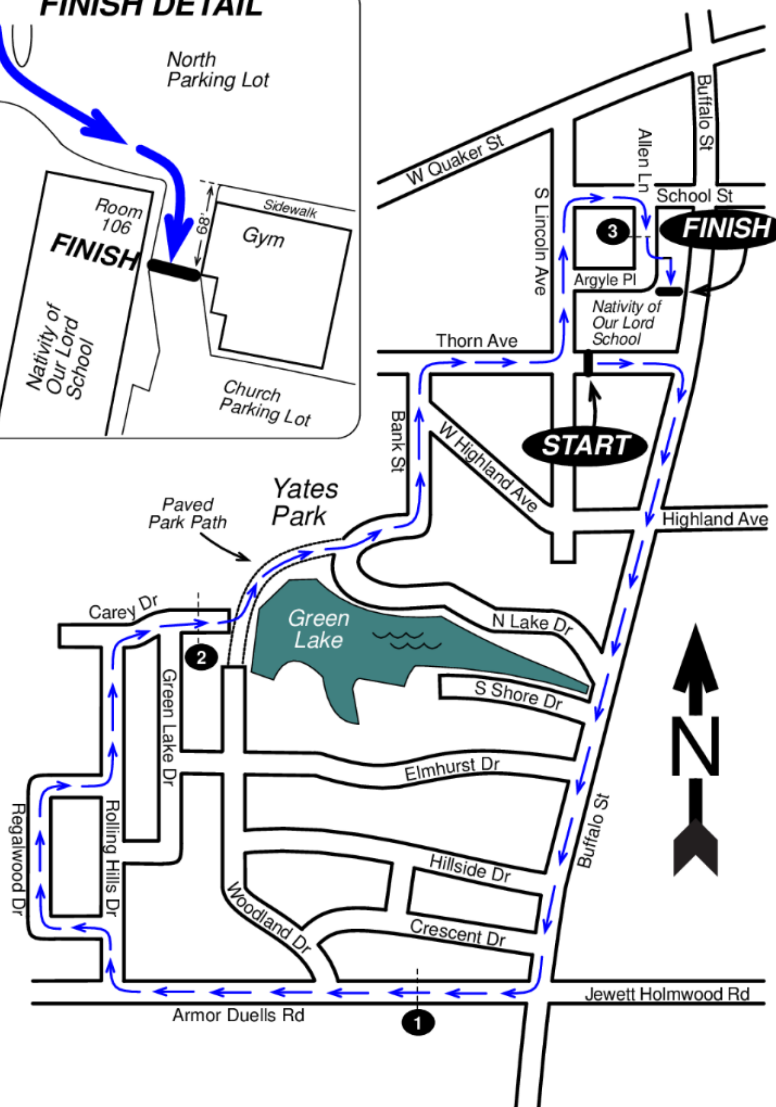 FINISH DETAIL
North
Parking Lot
Room
106
68'
Sidewalk
Gym
FINISH
Nativity of
Our Lord
School
Church
Parking Lot
W Quaker St
Buffalo St
Allen Ln
S Lincoln Ave
School St
3
FINISH
Argyle Pl
Nativity of
Our Lord
School
Thorn Ave
START
Bank St
W Highland Ave
Highland Ave
Yates
Park
Paved
Park Path
Carey Dr
Green
Lake
N Lake Dr
2
S Shore Dr
Green Lake Dr
N
Elmhurst Dr
Buffalo St
Regalwood Dr
Rolling Hills Dr
Hillside Dr
Woodland Dr
Crescent Dr
Jewett Holmwood Rd
Armor Duells Rd
1